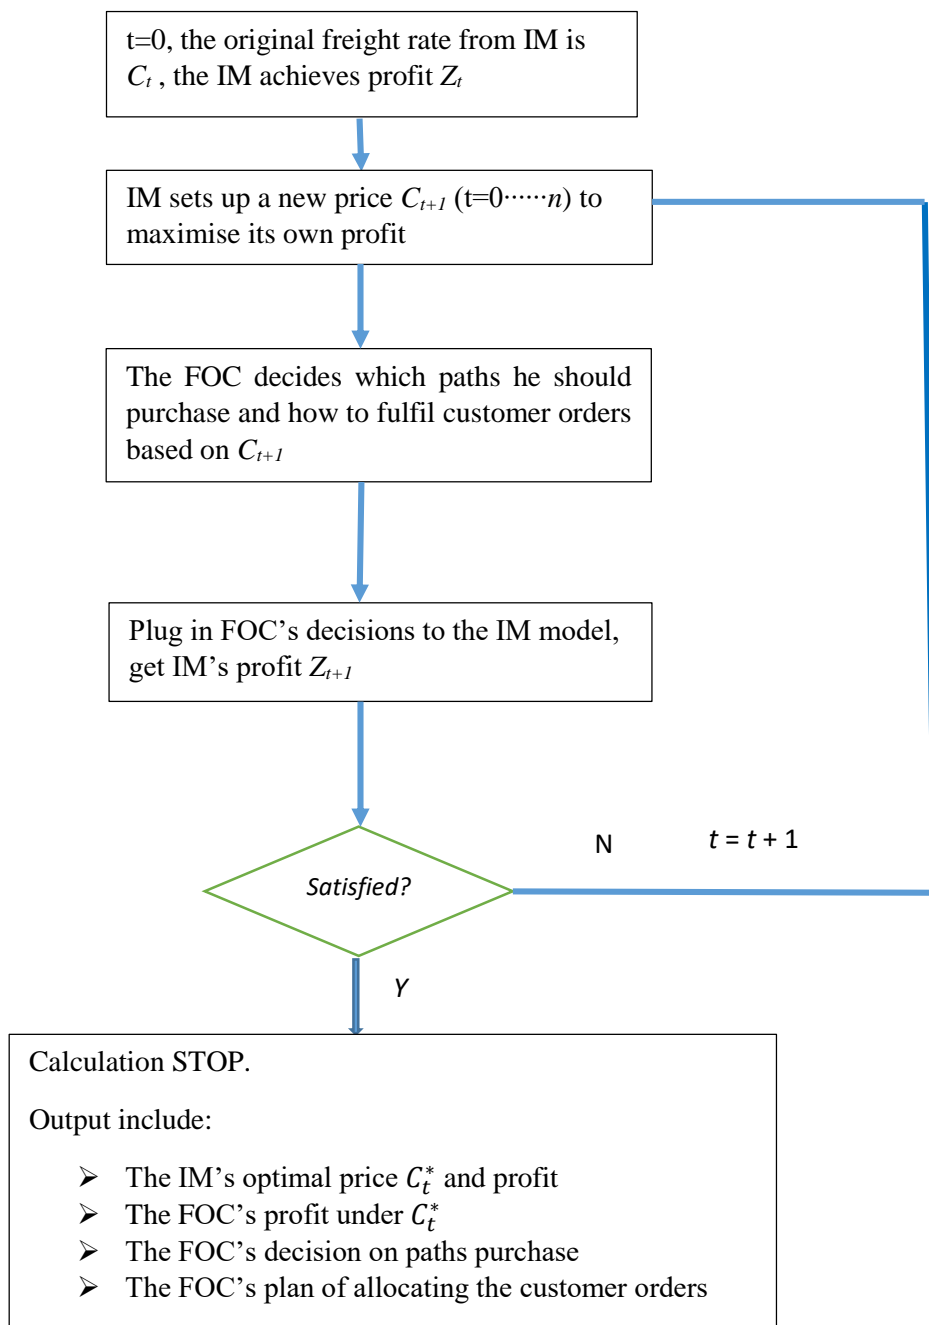 t=0, the original freight rate from IM is
Cₜ , the IM achieves profit Zₜ
IM sets up a new price Cₜ₊₁ (t=0······n) to
maximise its own profit
The FOC decides which paths he should
purchase and how to fulfil customer orders
based on Cₜ₊₁
Plug in FOC’s decisions to the IM model,
get IM’s profit Zₜ₊₁
N t = t + 1
Satisfied?
Y
Calculation STOP.
Output include:
➢ The IM’s optimal price Cₜ* and profit
➢ The FOC’s profit under Cₜ*
➢ The FOC’s decision on paths purchase
➢ The FOC’s plan of allocating the customer orders